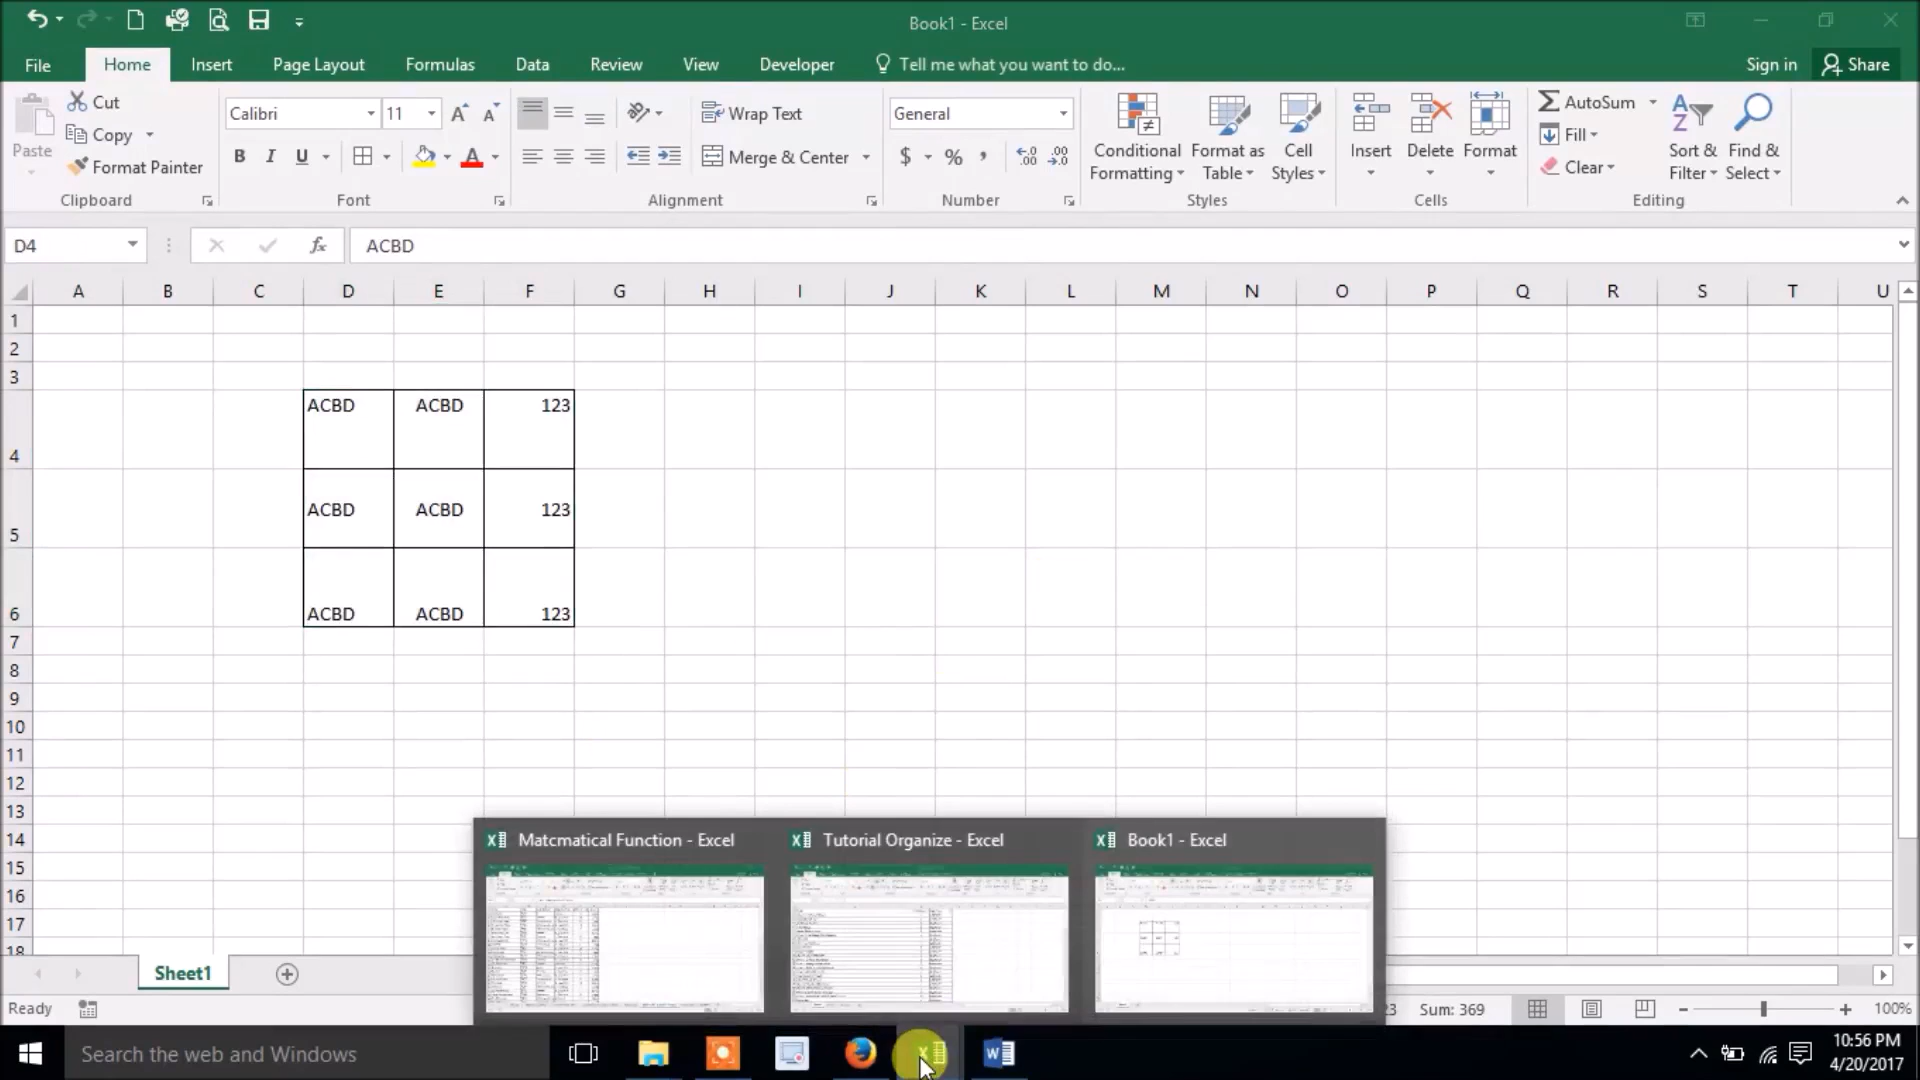 Book1 - Excel
File Home Insert Page Layout Formulas Data Review View Developer Tell me what you want to do... Sign in Share
Paste
Cut
Copy
Format Painter
Clipboard
Calibri 11
B I U A
Font
Wrap Text
Merge & Center
Alignment
General
$ % ,
Number
Conditional Formatting
Format as Table
Cell Styles
Styles
Insert Delete Format
Cells
AutoSum
Fill
Clear
Sort & Filter
Find & Select
Editing
D4 fx ACBD
A B C D E F G H I J K L M N O P Q R S T U
1
2
3
4 ACBD ACBD 123
5 ACBD ACBD 123
6 ACBD ACBD 123
7
8
9
10
11
12
13
14
15
16
17
18
Matcmatical Function - Excel Tutorial Organize - Excel Book1 - Excel
Sheet1
Ready Sum: 369 100%
Search the web and Windows
10:56 PM
4/20/2017